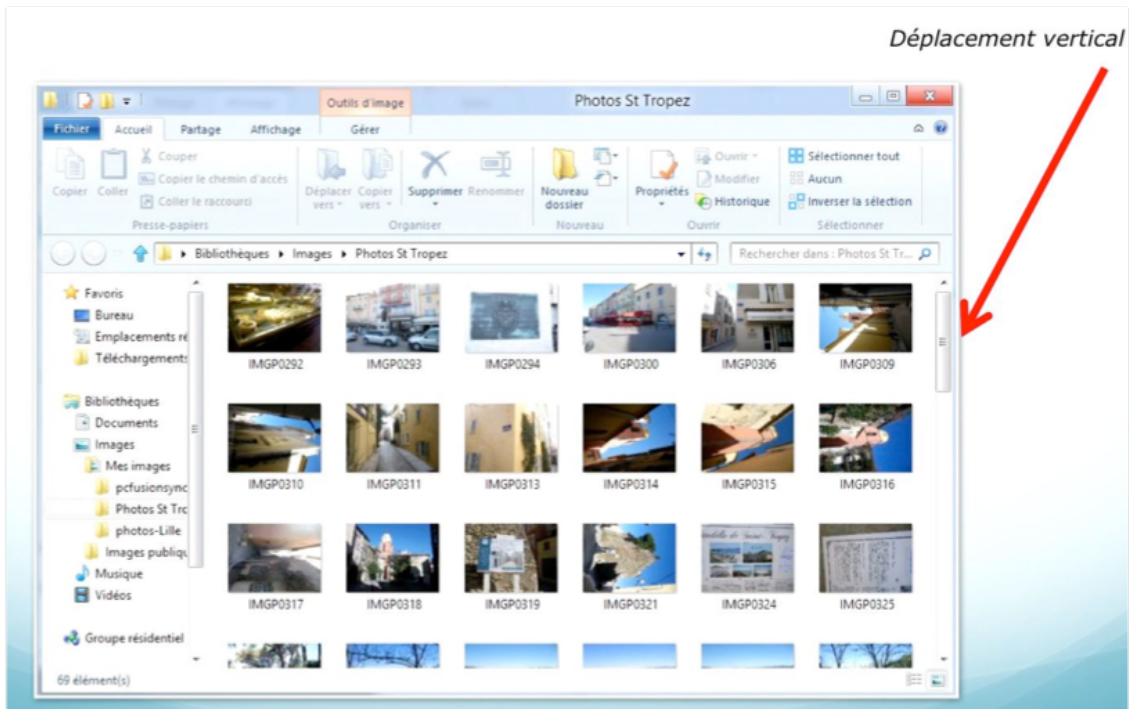 Déplacement vertical
Outils d'image
Photos St Tropez
Fichier Accueil Partage Affichage Gérer
Copier Coller
Couper
Copier le chemin d'accès
Coller le raccourci
Presse-papiers
Déplacer vers Copier vers Supprimer Renommer
Organiser
Nouveau dossier
Nouveau
Propriétés
Ouvrir
Modifier
Historique
Ouvrir
Sélectionner tout
Aucun
Inverser la sélection
Sélectionner
Bibliothèques Images Photos St Tropez
Rechercher dans : Photos St Tr...
Favoris
Bureau
Emplacements ré
Téléchargements
Bibliothèques
Documents
Images
Mes images
pcfusionsync
Photos St Trc
photos-Lille
Images publiqu
Musique
Vidéos
Groupe résidentiel
IMGP0292 IMGP0293 IMGP0294 IMGP0300 IMGP0306 IMGP0309
IMGP0310 IMGP0311 IMGP0313 IMGP0314 IMGP0315 IMGP0316
IMGP0317 IMGP0318 IMGP0319 IMGP0321 IMGP0324 IMGP0325
69 élément(s)